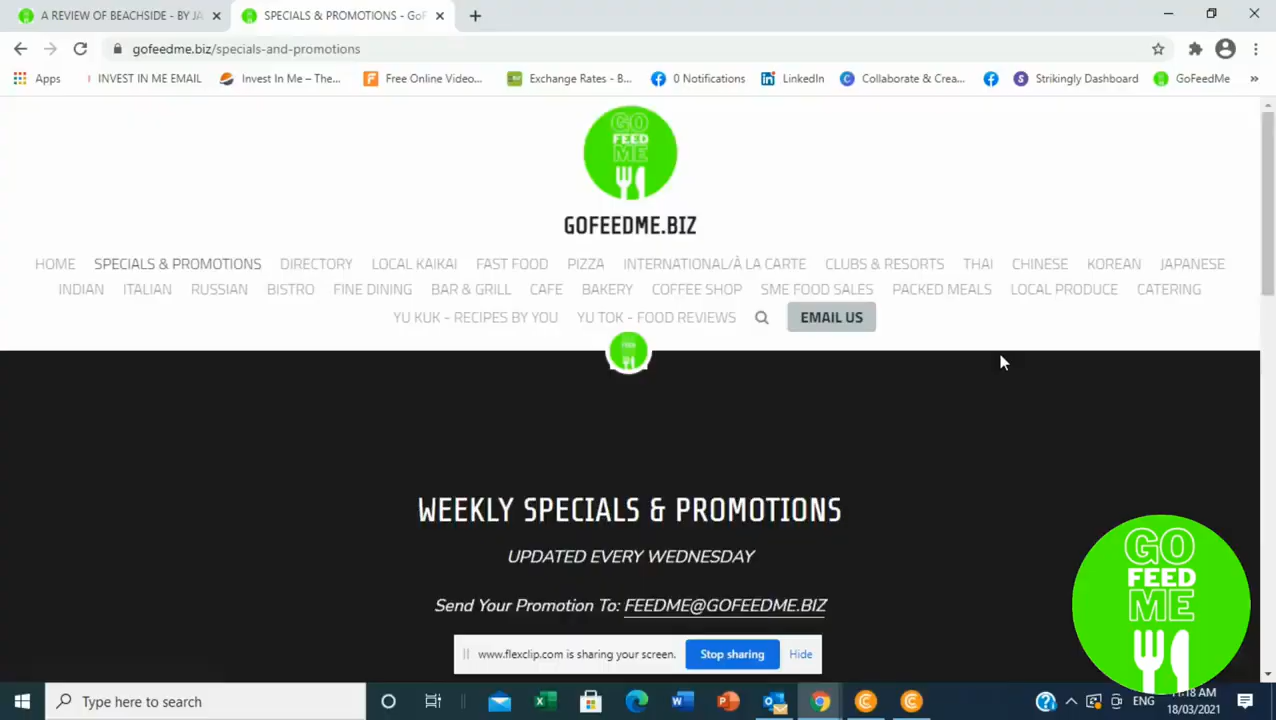 A REVIEW OF BEACHSIDE - BY JA
SPECIALS & PROMOTIONS - GoF
gofeedme.biz/specials-and-promotions
Apps
INVEST IN ME EMAIL
Invest In Me – The...
Free Online Video...
Exchange Rates - B...
0 Notifications
LinkedIn
Collaborate & Crea...
Strikingly Dashboard
GoFeedMe
GO
FEED
ME
GOFEEDME.BIZ
HOME SPECIALS & PROMOTIONS DIRECTORY LOCAL KAIKAI FAST FOOD PIZZA INTERNATIONAL/À LA CARTE CLUBS & RESORTS THAI CHINESE KOREAN JAPANESE
INDIAN ITALIAN RUSSIAN BISTRO FINE DINING BAR & GRILL CAFE BAKERY COFFEE SHOP SME FOOD SALES PACKED MEALS LOCAL PRODUCE CATERING
YU KUK - RECIPES BY YOU YU TOK - FOOD REVIEWS EMAIL US
WEEKLY SPECIALS & PROMOTIONS
UPDATED EVERY WEDNESDAY
Send Your Promotion To: FEEDME@GOFEEDME.BIZ
www.flexclip.com is sharing your screen. Stop sharing Hide
GO
FEED
ME
Type here to search
ENG
:18 AM
18/03/2021